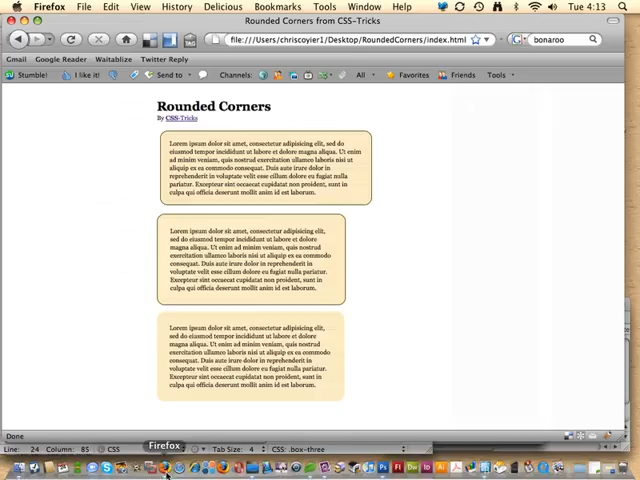 Firefox File Edit View History Delicious Bookmarks Tools Window Help Tue 4:13
Rounded Corners from CSS-Tricks
file:///Users/chriscoyier1/Desktop/RoundedCorners/index.html bonaroo
Gmail Google Reader Waitablize Twitter Reply
Stumble! I like it! Send to Channels: All Favorites Friends Tools
Rounded Corners
By CSS-Tricks
Lorem ipsum dolor sit amet, consectetur adipisicing elit, sed do
eiusmod tempor incididunt ut labore et dolore magna aliqua. Ut enim
ad minim veniam, quis nostrud exercitation ullamco laboris nisi ut
aliquip ex ea commodo consequat. Duis aute irure dolor in
reprehenderit in voluptate velit esse cillum dolore eu fugiat nulla
pariatur. Excepteur sint occaecat cupidatat non proident, sunt in
culpa qui officia deserunt mollit anim id est laborum.
Lorem ipsum dolor sit amet, consectetur adipisicing elit,
sed do eiusmod tempor incididunt ut labore et dolore
magna aliqua. Ut enim ad minim veniam, quis nostrud
exercitation ullamco laboris nisi ut aliquip ex ea commodo
consequat. Duis aute irure dolor in reprehenderit in
voluptate velit esse cillum dolore eu fugiat nulla pariatur.
Excepteur sint occaecat cupidatat non proident, sunt in
culpa qui officia deserunt mollit anim id est laborum.
Lorem ipsum dolor sit amet, consectetur adipisicing elit,
sed do eiusmod tempor incididunt ut labore et dolore
magna aliqua. Ut enim ad minim veniam, quis nostrud
exercitation ullamco laboris nisi ut aliquip ex ea commodo
consequat. Duis aute irure dolor in reprehenderit in
voluptate velit esse cillum dolore eu fugiat nulla pariatur.
Excepteur sint occaecat cupidatat non proident, sunt in
culpa qui officia deserunt mollit anim id est laborum.
Done
Firefox
Line: 24 Column: 85 CSS Tab Size: 4 CSS: .box-three